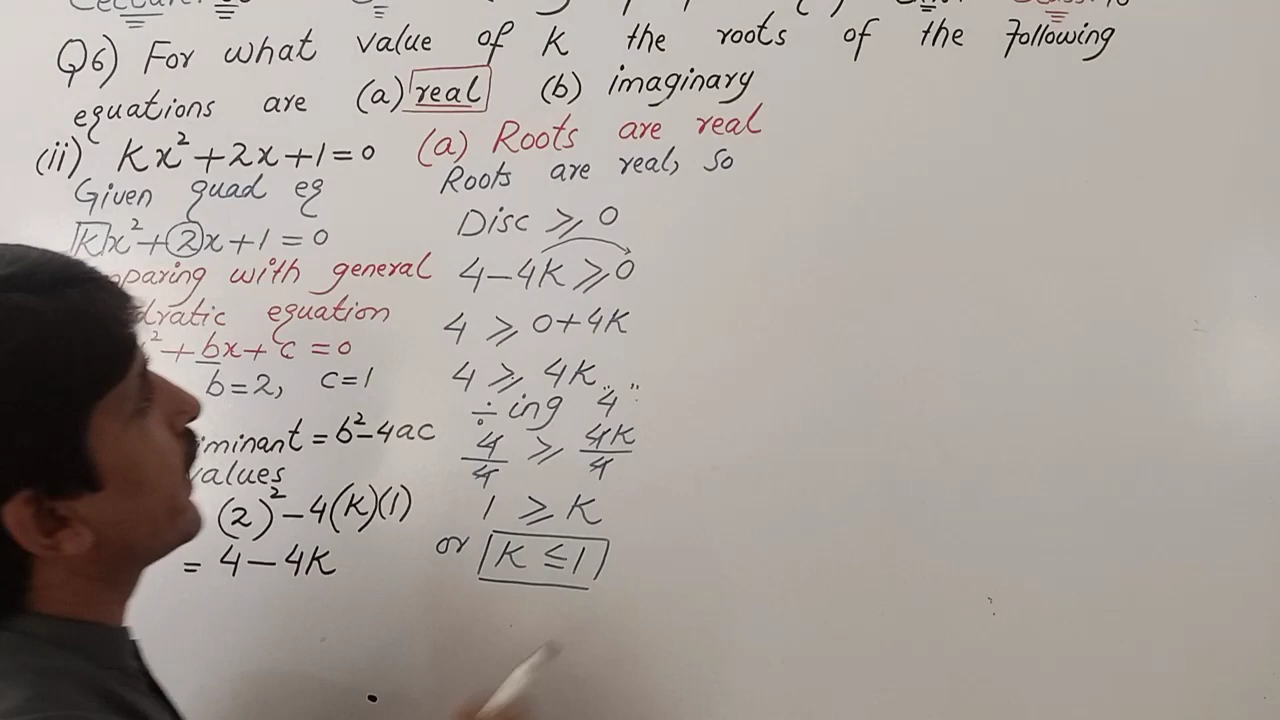 Q6) For what value of K the roots of the following
equations are (a) real (b) imaginary
(ii) Kx²+2x+1=0
Given quad eq
Kx²+2x+1=0
paring with general
dratic equation
²+bx+c=0
b=2, c=1
iminant=b²-4ac
values
(2)²-4(K)(1)
= 4-4K
(a) Roots are real
Roots are real, so
Disc ≥ 0
4-4K≥0
4 ≥ 0+4K
4 ≥ 4K
÷ing 4
4/4 ≥ 4K/4
1 ≥ K
or K ≤ 1